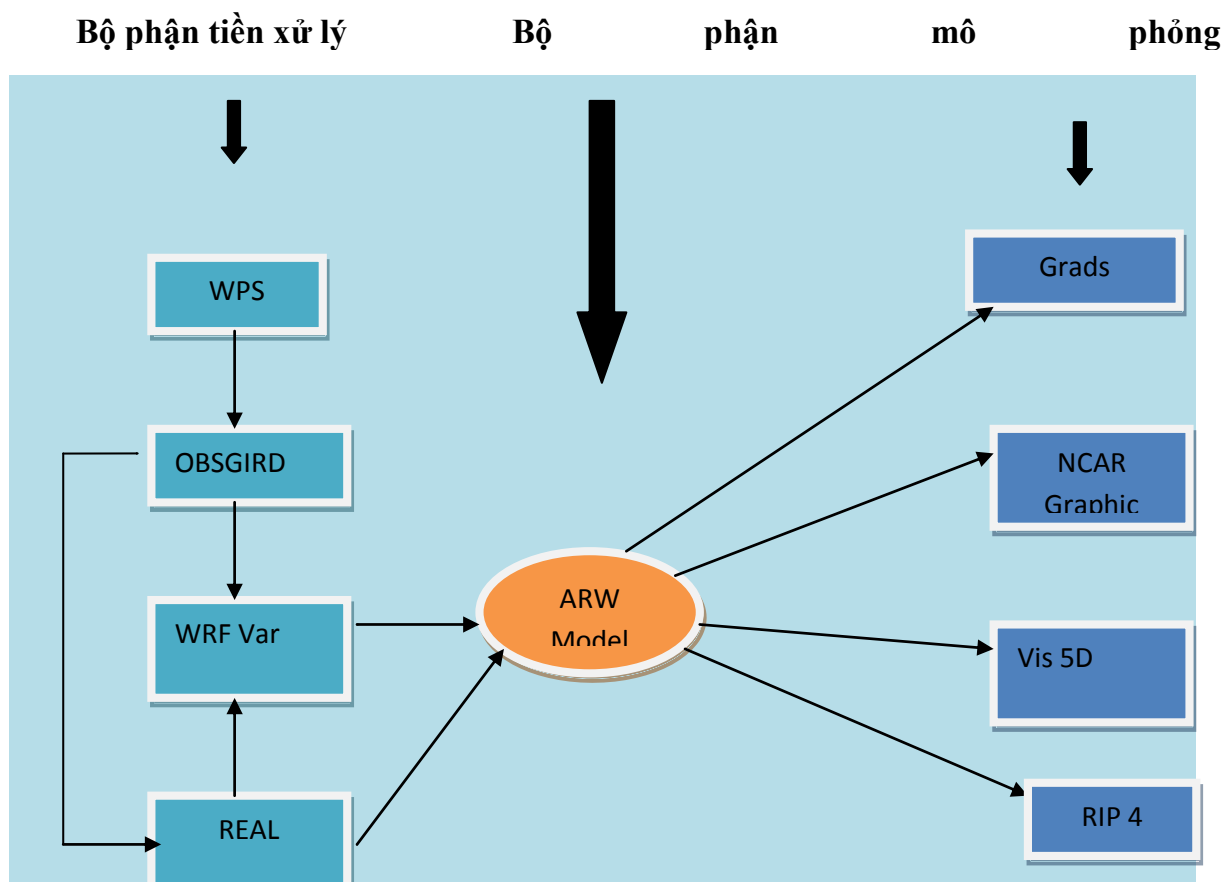 Bộ phận tiền xử lý Bộ phận mô phỏng
WPS
OBSGIRD
WRF Var
REAL
ARW
Model
Grads
NCAR
Graphic
Vis 5D
RIP 4